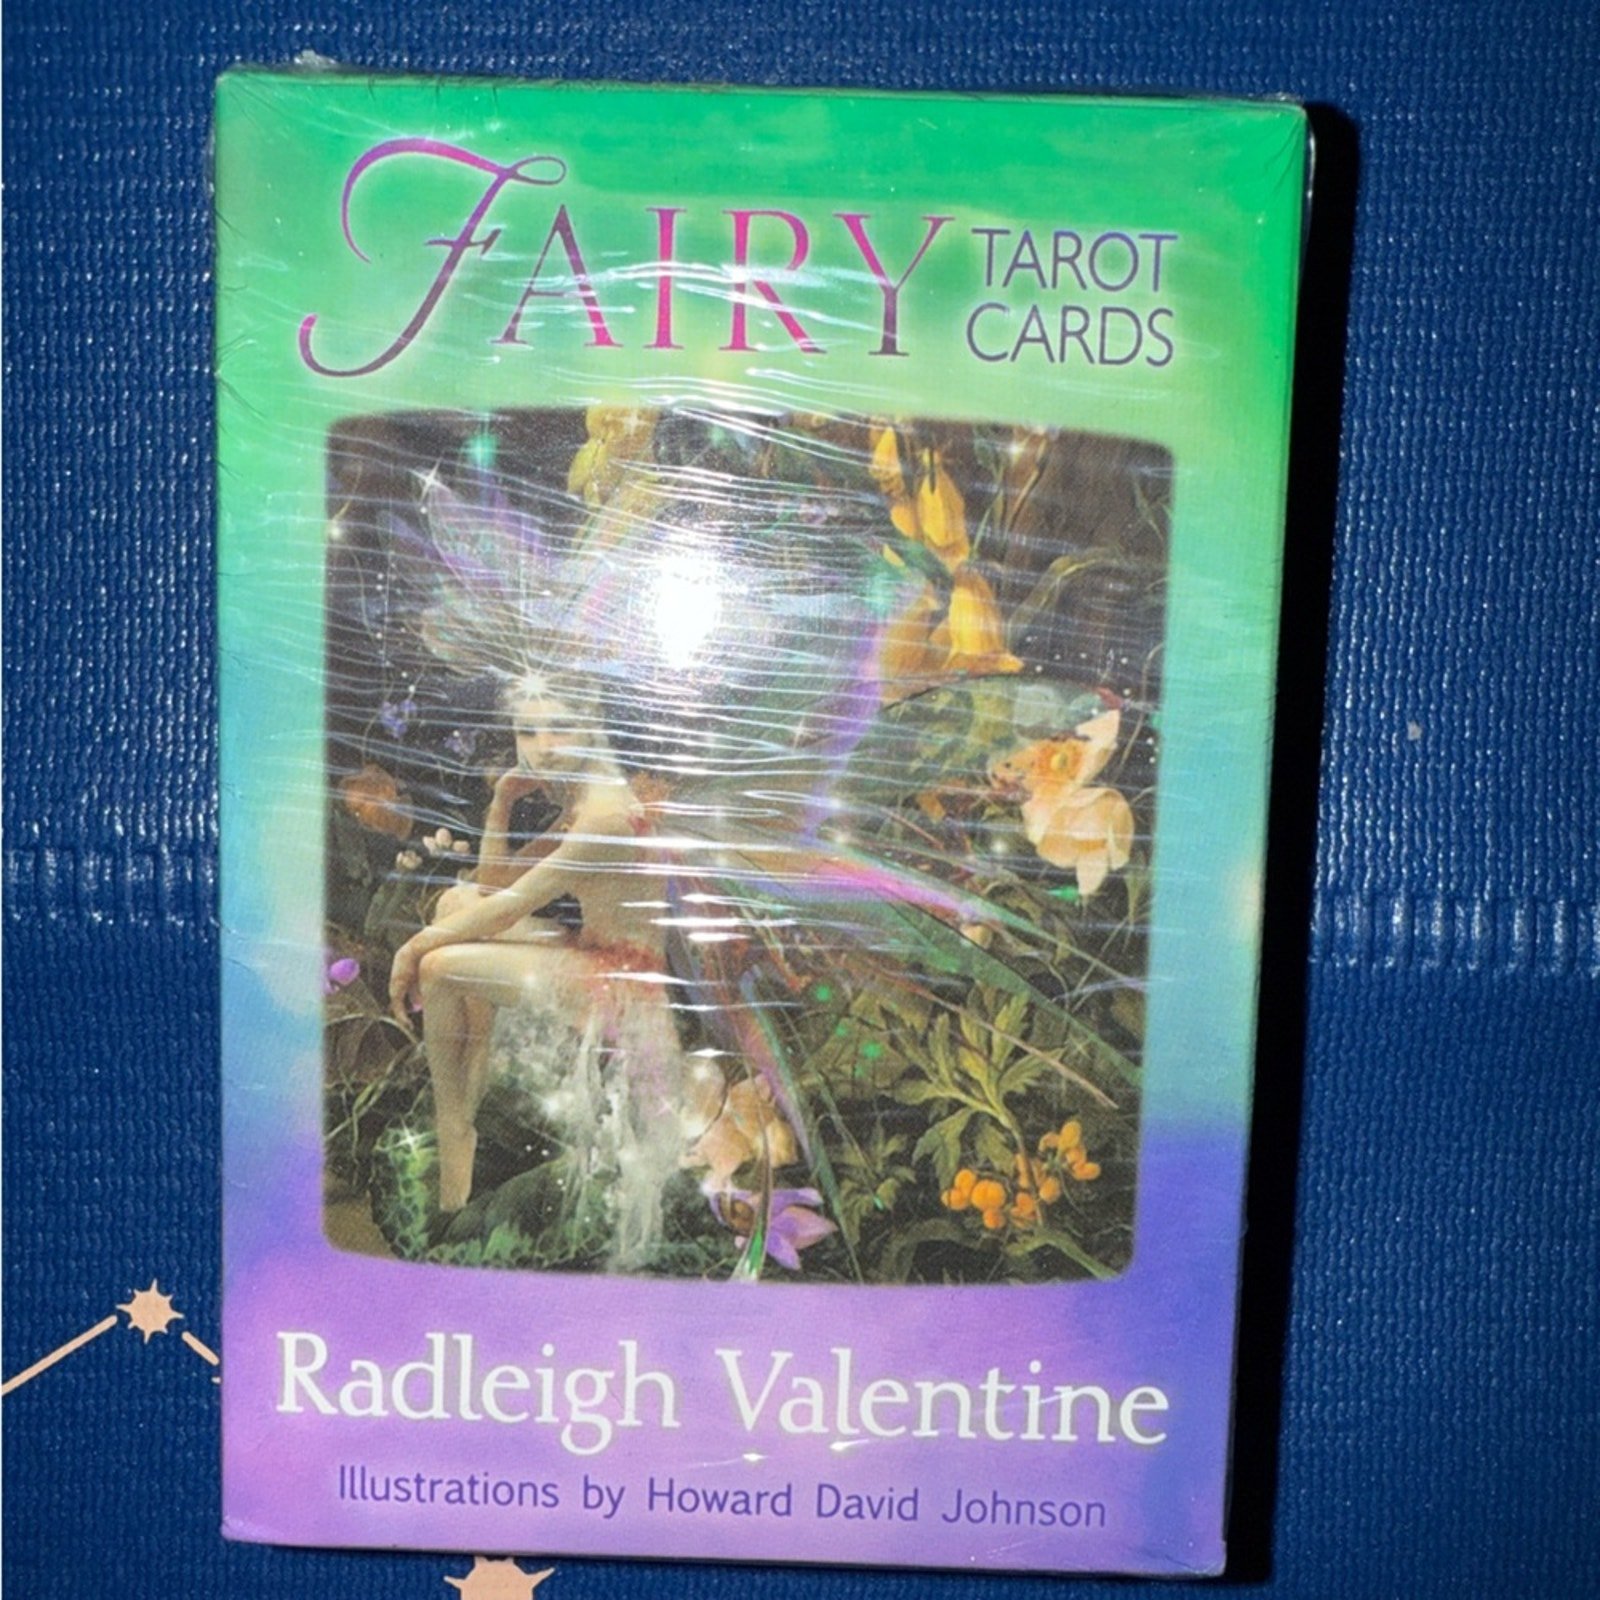 FAIRY TAROT
CARDS
Radleigh Valentine
Illustrations by Howard David Johnson